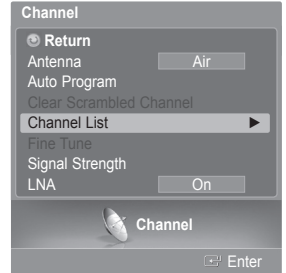 Channel
Return
Antenna Air
Auto Program
Clear Scrambled Channel
Channel List
Fine Tune
Signal Strength
LNA On
Channel
Enter